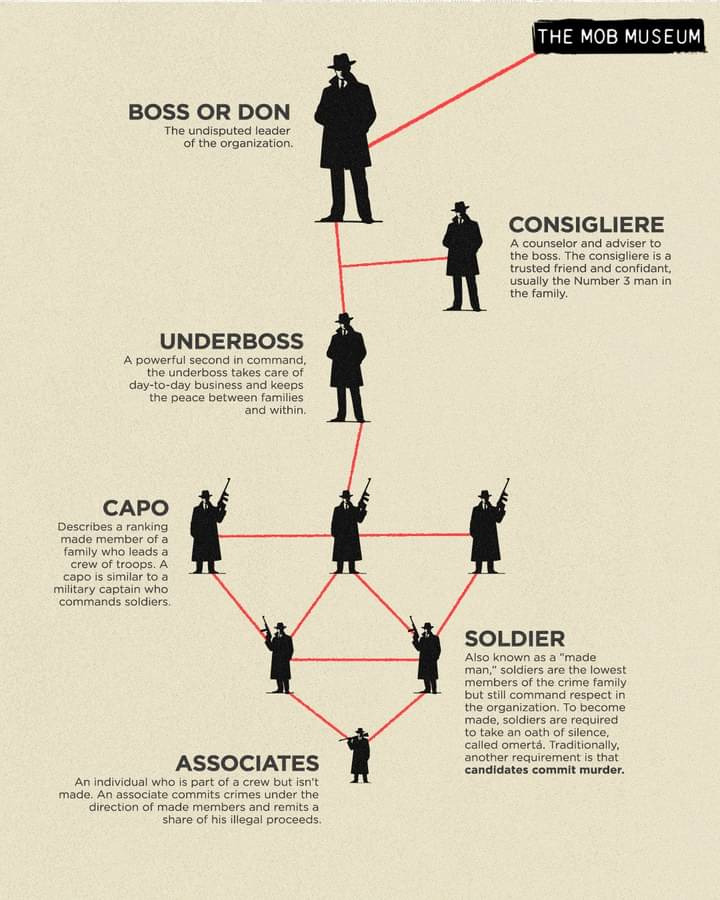 THE MOB MUSEUM
BOSS OR DON
The undisputed leader
of the organization.
CONSIGLIERE
A counselor and adviser to
the boss. The consigliere is a
trusted friend and confidant,
usually the Number 3 man in
the family.
UNDERBOSS
A powerful second in command,
the underboss takes care of
day-to-day business and keeps
the peace between families
and within.
CAPO
Describes a ranking
made member of a
family who leads a
crew of troops. A
capo is similar to a
military captain who
commands soldiers.
SOLDIER
Also known as a "made
man," soldiers are the lowest
members of the crime family
but still command respect in
the organization. To become
made, soldiers are required
to take an oath of silence,
called omertá. Traditionally,
another requirement is that
candidates commit murder.
ASSOCIATES
An individual who is part of a crew but isn't
made. An associate commits crimes under the
direction of made members and remits a
share of his illegal proceeds.